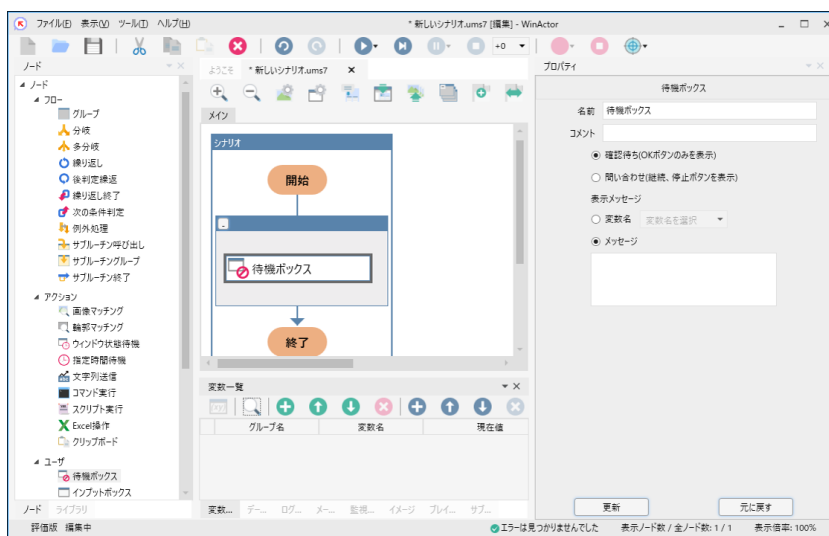 ファイル(F) 表示(V) ツール(T) ヘルプ(H) * 新しいシナリオ.ums7 [編集] - WinActor
+0
ノード
ノード
フロー
グループ
分岐
多分岐
繰り返し
後判定繰返
繰り返し終了
次の条件判定
例外処理
サブルーチン呼び出し
サブルーチングループ
サブルーチン終了
アクション
画像マッチング
輪郭マッチング
ウィンドウ状態待機
指定時間待機
文字列送信
コマンド実行
スクリプト実行
Excel操作
クリップボード
ユーザ
待機ボックス
インプットボックス
ノード ライブラリ
ようこそ * 新しいシナリオ.ums7
メイン
シナリオ
開始
待機ボックス
終了
変数一覧
グループ名 変数名 現在値
変数... デー... ログ... メー... 監視... イメージ ブレイ... サブ...
プロパティ
待機ボックス
名前 待機ボックス
コメント
確認待ち(OKボタンのみを表示)
問い合わせ(継続、停止ボタンを表示)
表示メッセージ
変数名 変数名を選択
メッセージ
更新 元に戻す
評価版 編集中 エラーは見つかりませんでした 表示ノード数 / 全ノード数: 1 / 1 表示倍率: 100%